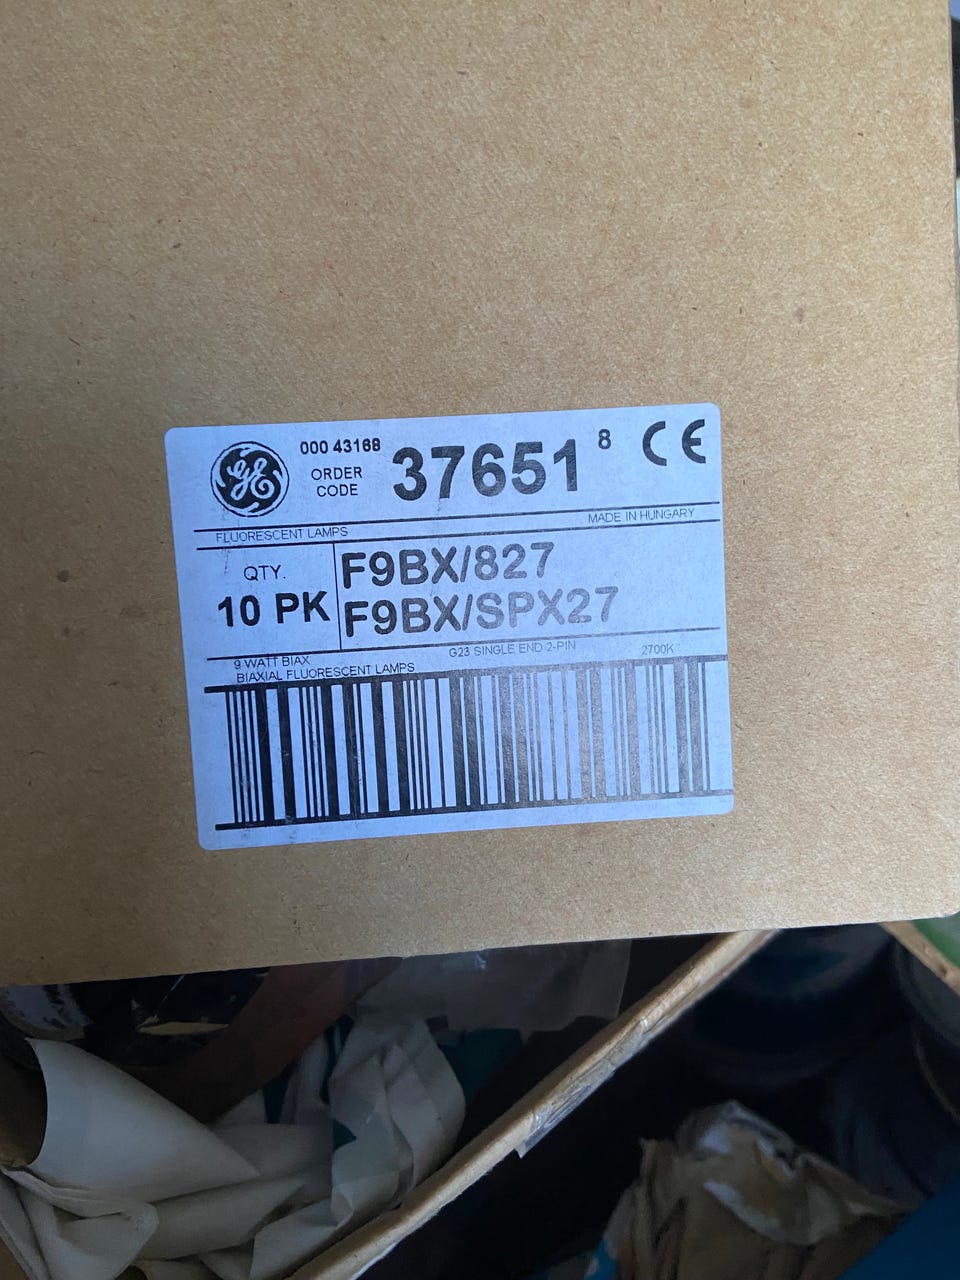 GE
000 43168
ORDER CODE
37651 8 CE
FLUORESCENT LAMPS
MADE IN HUNGARY
QTY.
10 PK
F9BX/827
F9BX/SPX27
9 WATT BIAX
G23 SINGLE END 2-PIN
2700K
BIAXIAL FLUORESCENT LAMPS